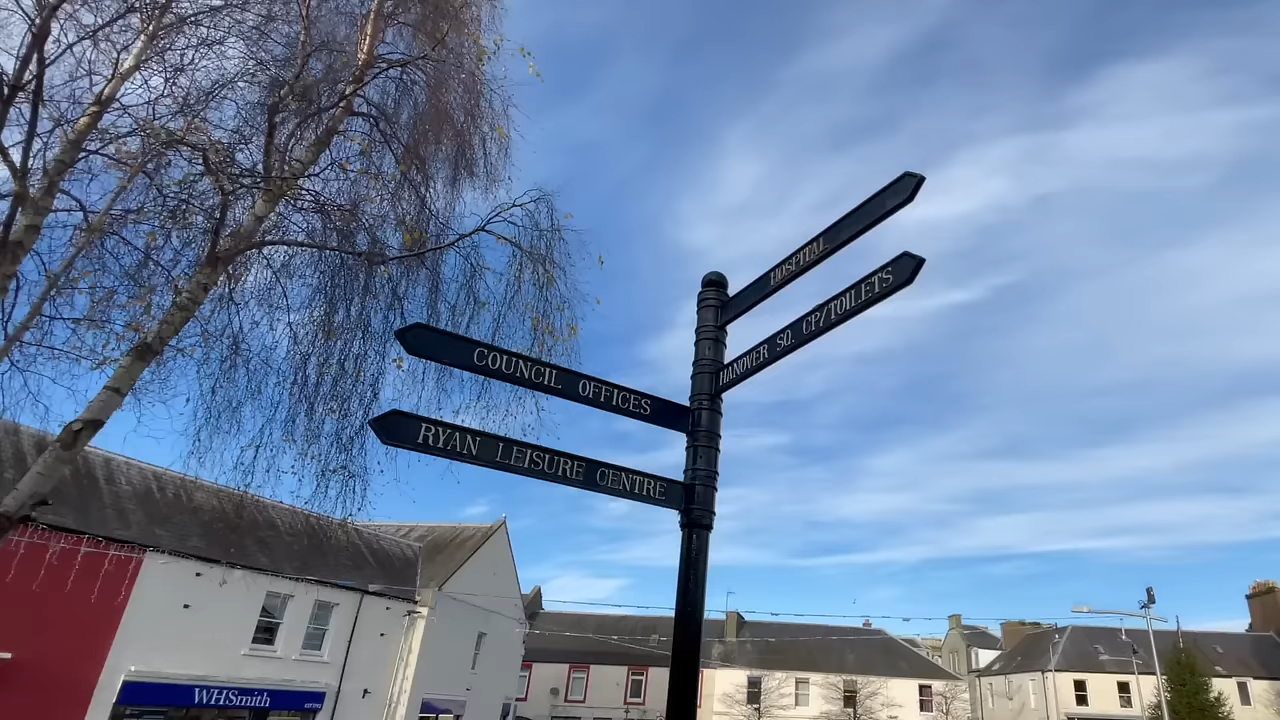 HOSPITAL
HANOVER SQ. CP/TOILETS
COUNCIL OFFICES
RYAN LEISURE CENTRE
WHSmith